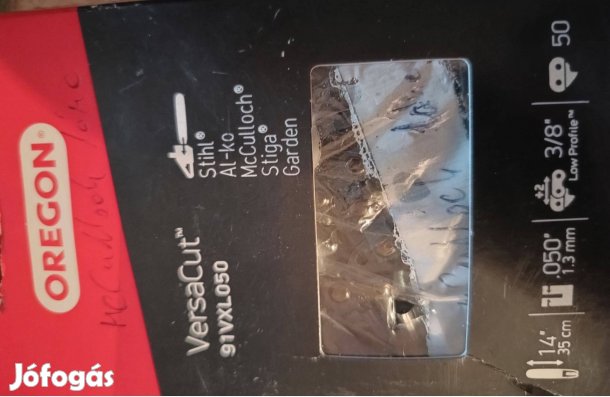 OREGON
McCulloch
VersaCut™
91VXL050
Stihl®
Al-ko
McCulloch®
Stiga®
Garden
14"
35 cm
.050"
1.3 mm
÷2
3/8"
Low Profile™
50
Jófogás